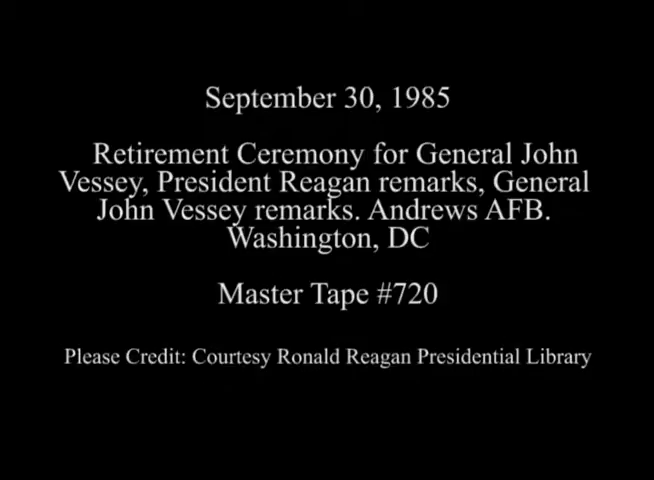 September 30, 1985
Retirement Ceremony for General John
Vessey, President Reagan remarks, General
John Vessey remarks. Andrews AFB.
Washington, DC
Master Tape #720
Please Credit: Courtesy Ronald Reagan Presidential Library